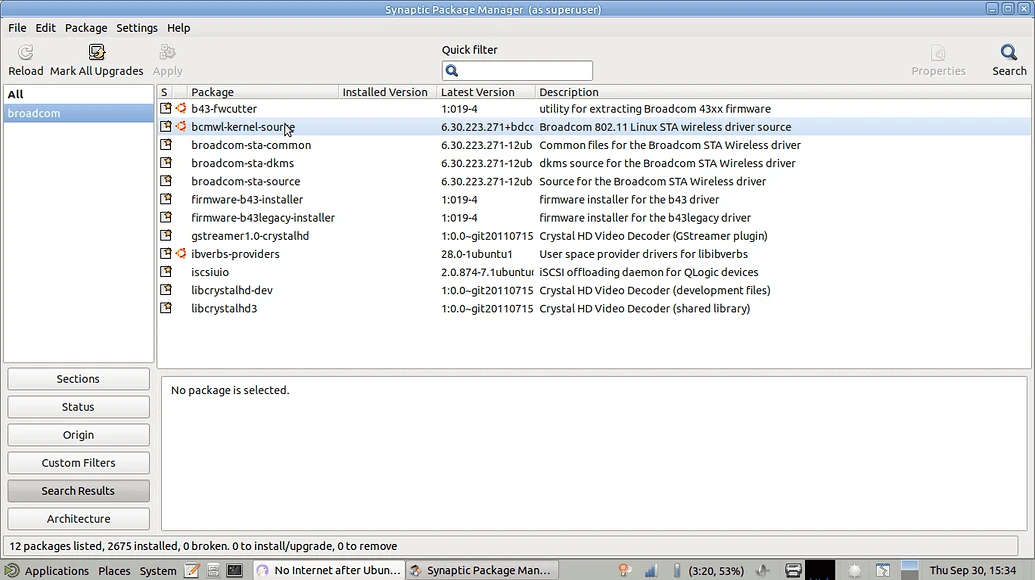 Synaptic Package Manager (as superuser)
File Edit Package Settings Help
Quick filter
Reload Mark All Upgrades Apply Properties Search
All
broadcom
S Package Installed Version Latest Version Description
b43-fwcutter 1:019-4 utility for extracting Broadcom 43xx firmware
bcmwl-kernel-source 6.30.223.271+bdcc Broadcom 802.11 Linux STA wireless driver source
broadcom-sta-common 6.30.223.271-12ub Common files for the Broadcom STA Wireless driver
broadcom-sta-dkms 6.30.223.271-12ub dkms source for the Broadcom STA Wireless driver
broadcom-sta-source 6.30.223.271-12ub Source for the Broadcom STA Wireless driver
firmware-b43-installer 1:019-4 firmware installer for the b43 driver
firmware-b43legacy-installer 1:019-4 firmware installer for the b43legacy driver
gstreamer1.0-crystalhd 1:0.0~git20110715 Crystal HD Video Decoder (GStreamer plugin)
ibverbs-providers 28.0-1ubuntu1 User space provider drivers for libibverbs
iscsiuio 2.0.874-7.1ubuntu iSCSI offloading daemon for QLogic devices
libcrystalhd-dev 1:0.0~git20110715 Crystal HD Video Decoder (development files)
libcrystalhd3 1:0.0~git20110715 Crystal HD Video Decoder (shared library)
Sections
Status
Origin
Custom Filters
Search Results
Architecture
No package is selected.
12 packages listed, 2675 installed, 0 broken. 0 to install/upgrade, 0 to remove
Applications Places System No Internet after Ubun... Synaptic Package Man... (3:20, 53%) Thu Sep 30, 15:34